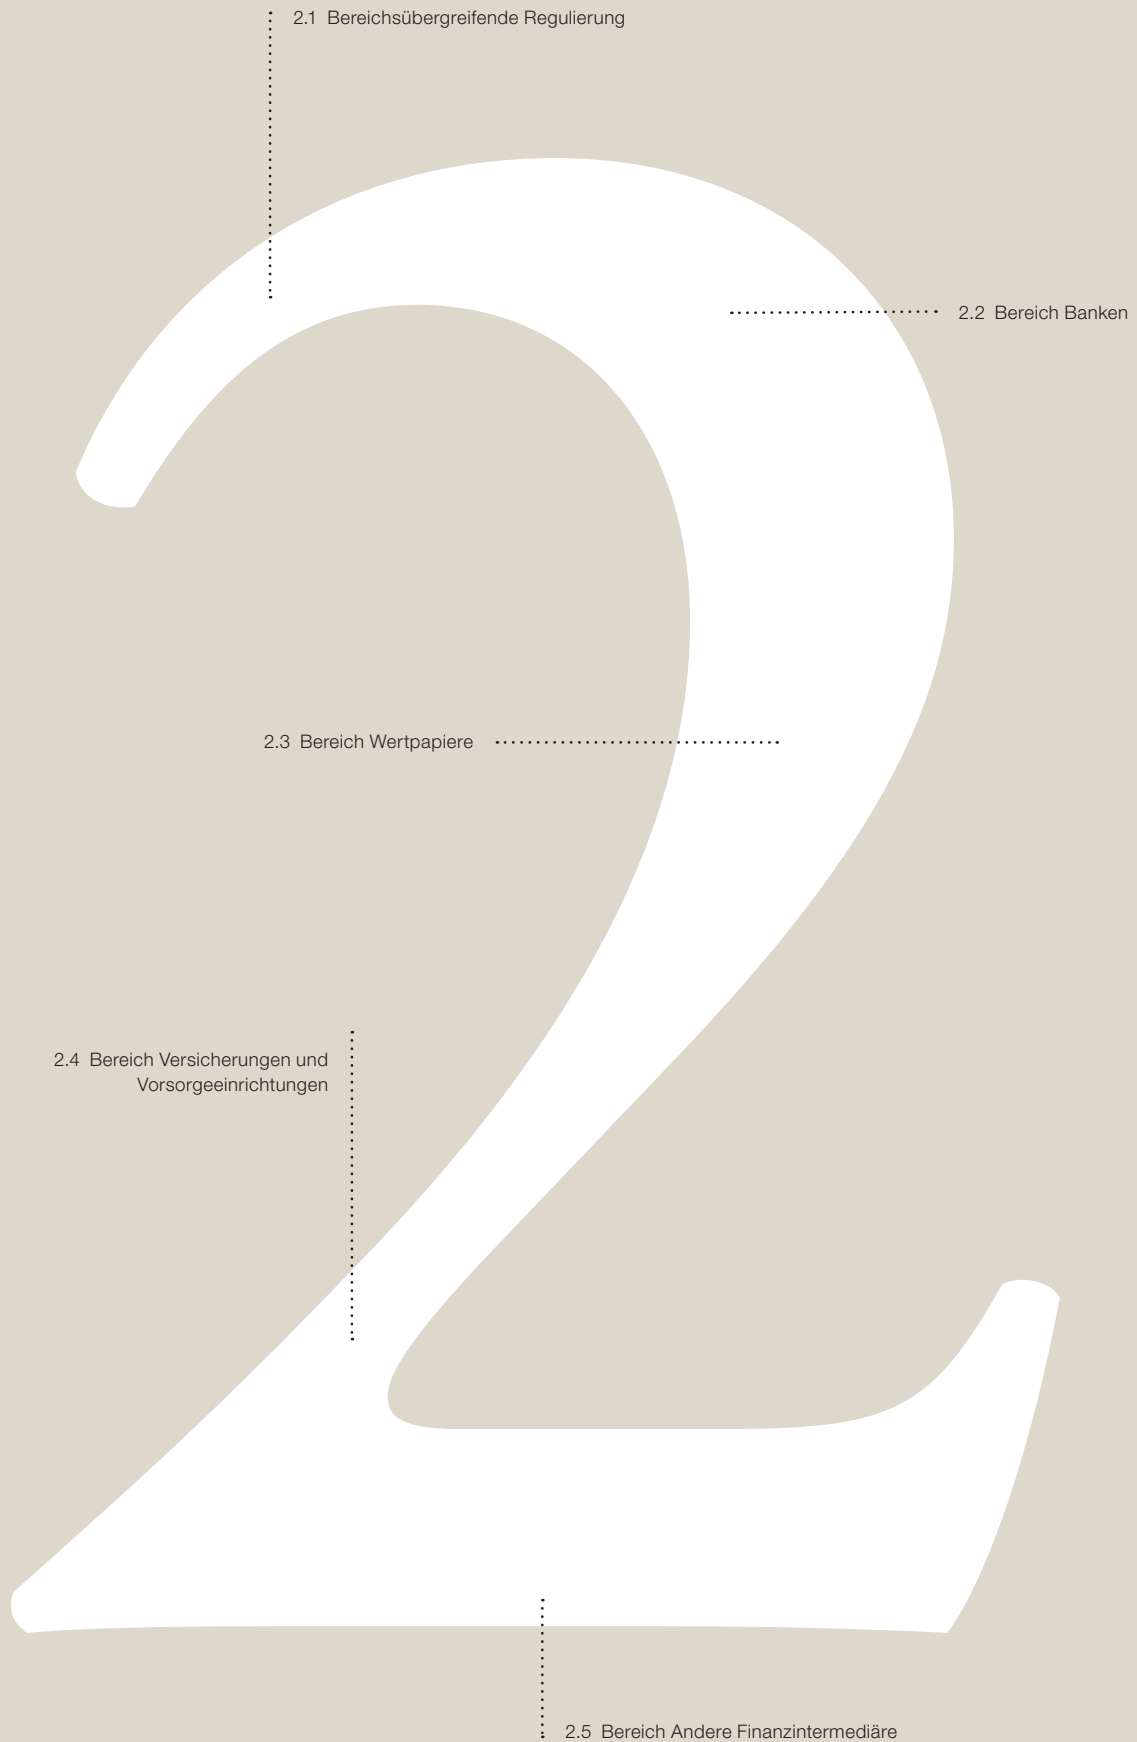 2.1 Bereichsübergreifende Regulierung
2
2.2 Bereich Banken
2.3 Bereich Wertpapiere
2.4 Bereich Versicherungen und
Vorsorgeeinrichtungen
2.5 Bereich Andere Finanzintermediäre